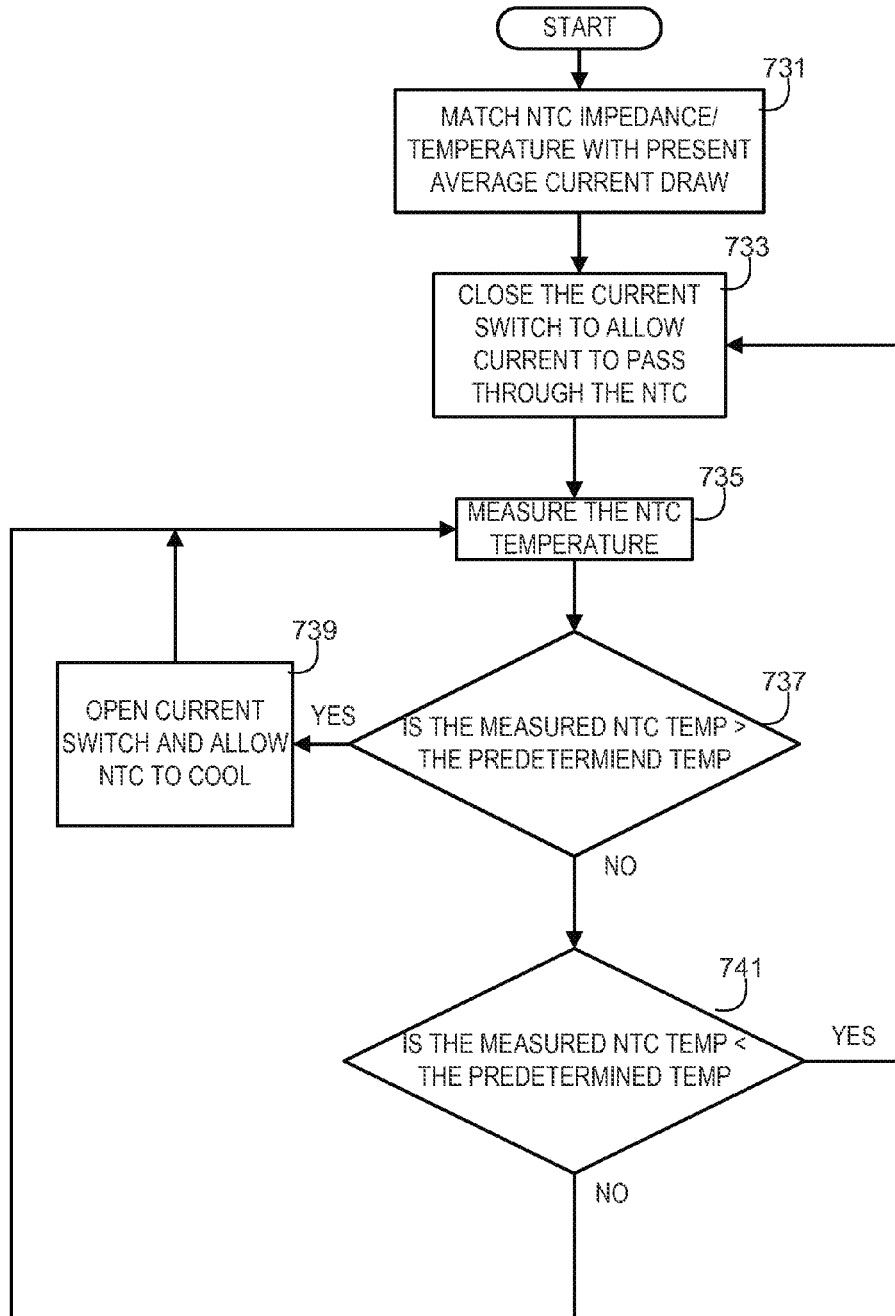 START
731
MATCH NTC IMPEDANCE/
TEMPERATURE WITH PRESENT
AVERAGE CURRENT DRAW
733
CLOSE THE CURRENT
SWITCH TO ALLOW
CURRENT TO PASS
THROUGH THE NTC
735
MEASURE THE NTC
TEMPERATURE
739
OPEN CURRENT
SWITCH AND ALLOW
NTC TO COOL
YES
737
IS THE MEASURED NTC TEMP >
THE PREDETERMIEND TEMP
NO
741
IS THE MEASURED NTC TEMP <
THE PREDETERMINED TEMP
YES
NO